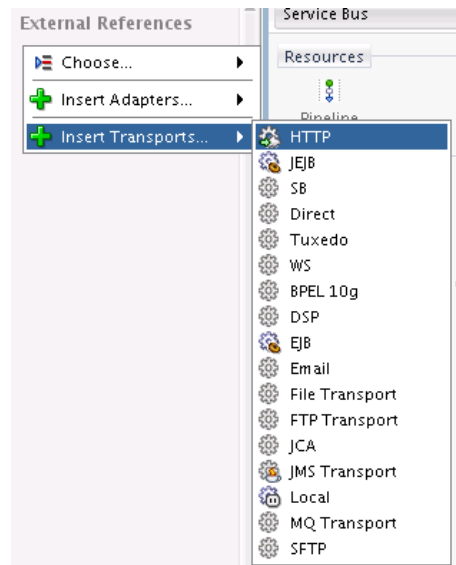 External References
Service Bus
Choose...
Resources
Insert Adapters...
Pipeline
Insert Transports...
HTTP
JEJB
SB
Direct
Tuxedo
WS
BPEL 10g
DSP
EJB
Email
File Transport
FTP Transport
JCA
JMS Transport
Local
MQ Transport
SFTP